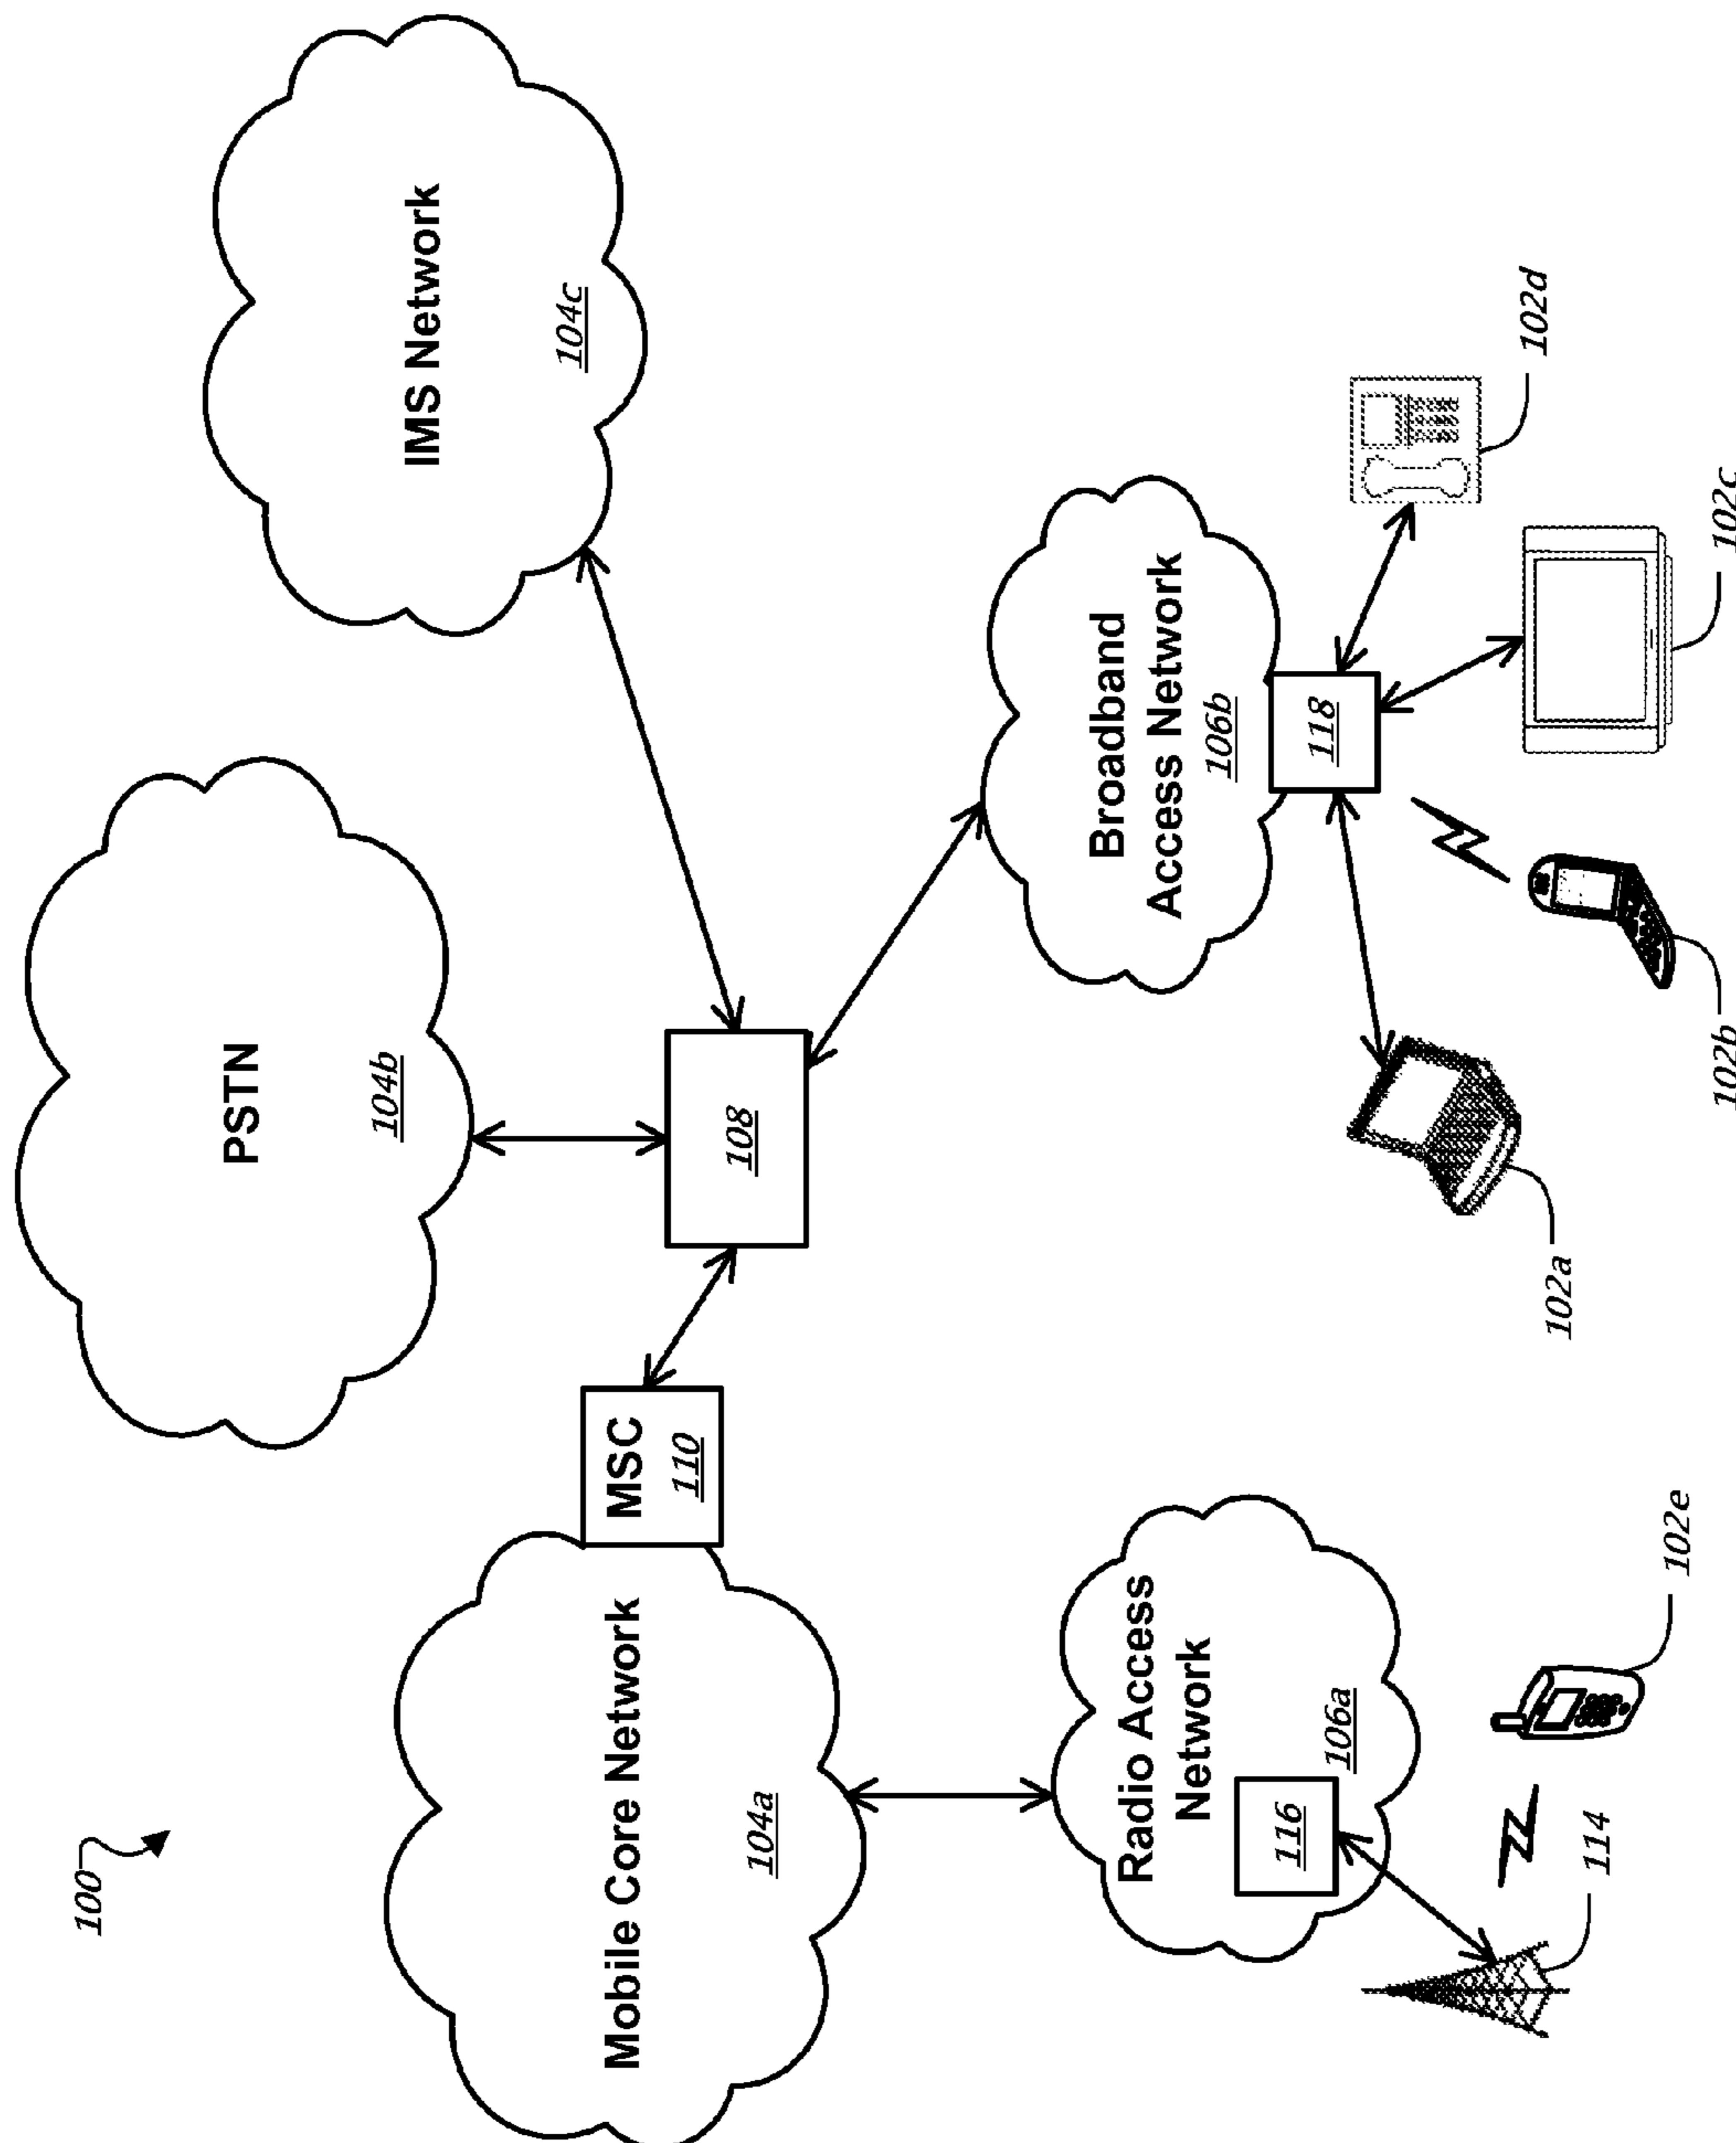 100
PSTN
104b
IMS Network
104c
Mobile Core Network
104a
MSC
110
108
Radio Access
Network
106a
116
Broadband
Access Network
106b
118
114
102e
102a
102b
102c
102d